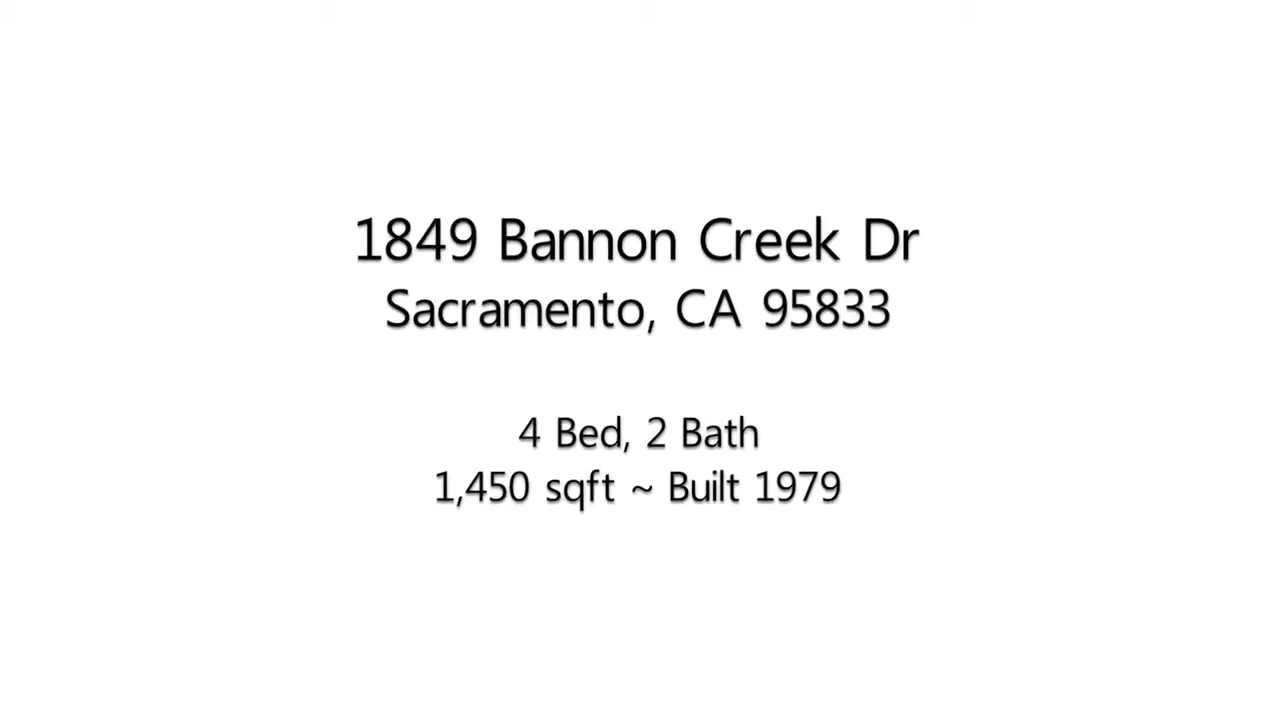 1849 Bannon Creek Dr
Sacramento, CA 95833
4 Bed, 2 Bath
1,450 sqft ~ Built 1979